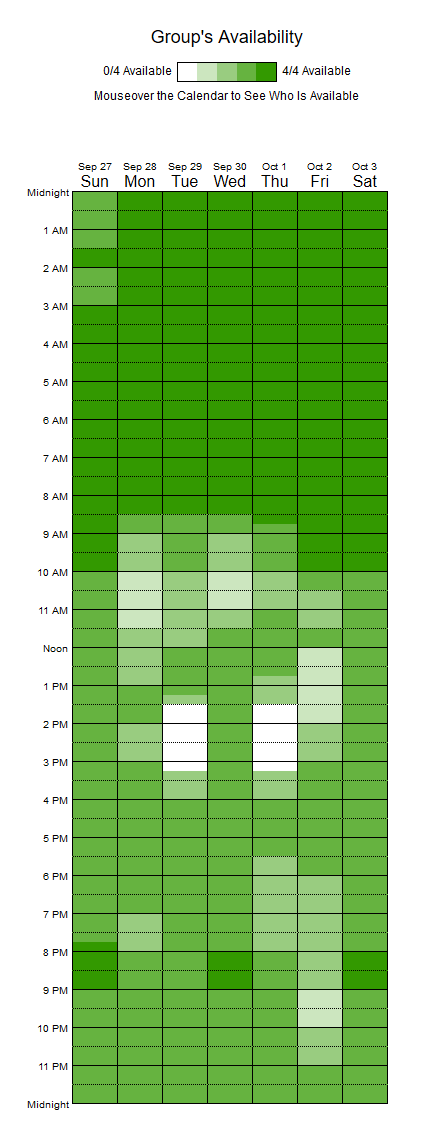 Group's Availability
0/4 Available 4/4 Available
Mouseover the Calendar to See Who Is Available
Sep 27 Sep 28 Sep 29 Sep 30 Oct 1 Oct 2 Oct 3
Sun Mon Tue Wed Thu Fri Sat
Midnight
1 AM
2 AM
3 AM
4 AM
5 AM
6 AM
7 AM
8 AM
9 AM
10 AM
11 AM
Noon
1 PM
2 PM
3 PM
4 PM
5 PM
6 PM
7 PM
8 PM
9 PM
10 PM
11 PM
Midnight